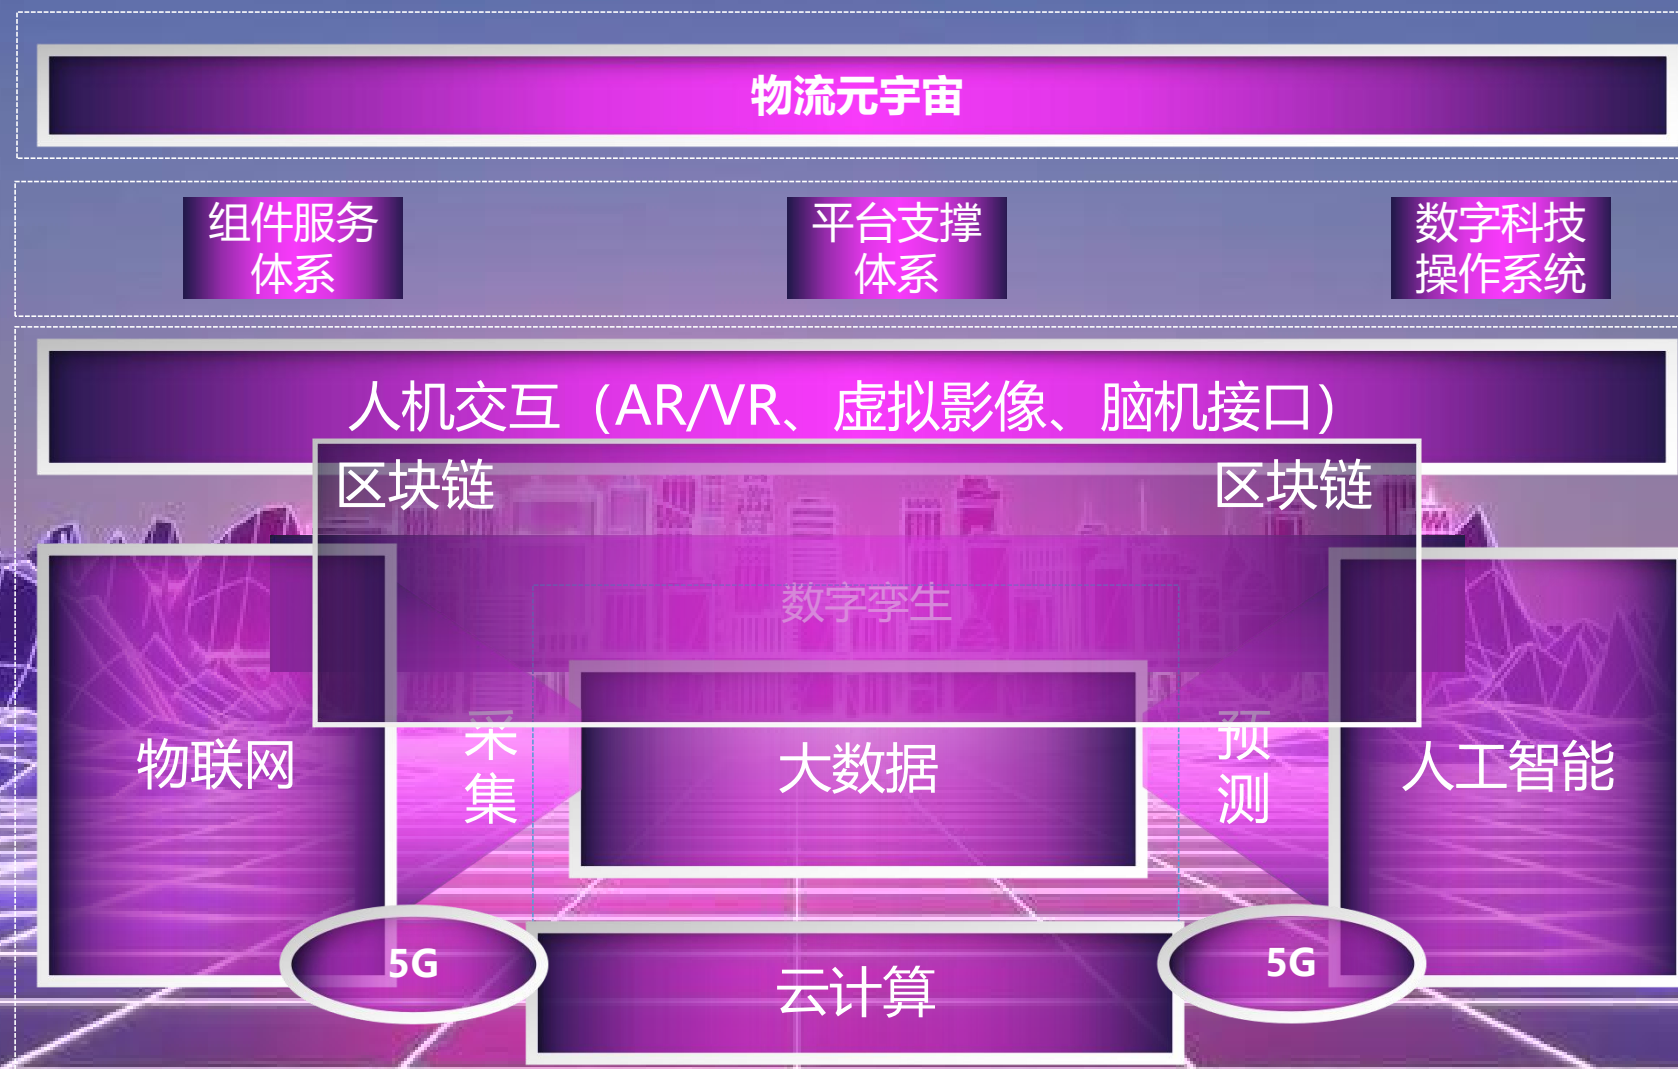 物流元宇宙
组件服务
体系
平台支撑
体系
数字科技
操作系统
人机交互（AR/VR、虚拟影像、脑机接口）
区块链
区块链
数字孪生
物联网
采
集
大数据
预
测
人工智能
5G
云计算
5G